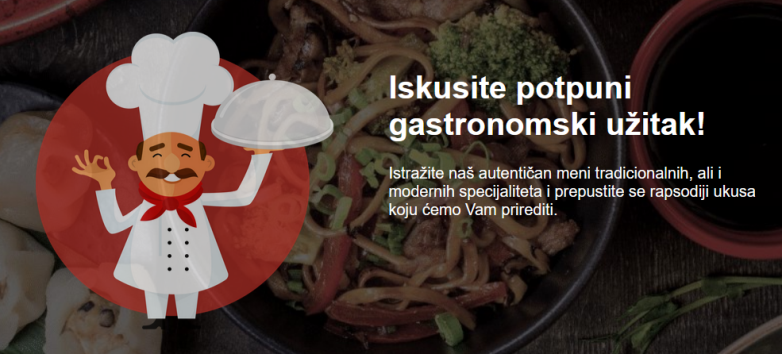 Iskusite potpuni
gastronomski užitak!
Istražite naš autentičan meni tradicionalnih, ali i
modernih specijaliteta i prepustite se rapsodiji ukusa
koju ćemo Vam prirediti.